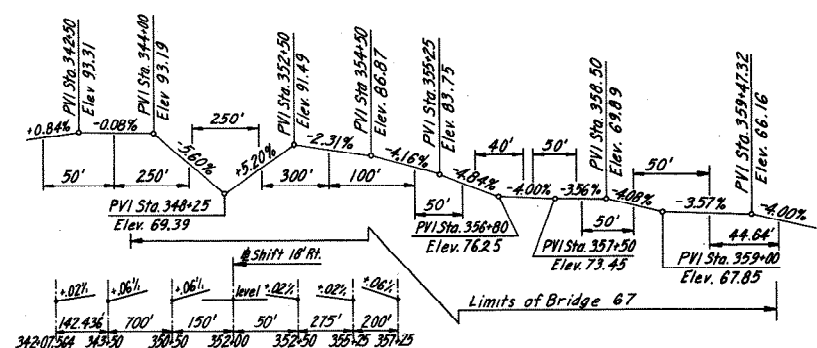 PVI Sta. 342+50
Elev 93.31
PVI Sta. 344+00
Elev 93.19
PVI Sta. 352+50
Elev. 91.49
PVI Sta 354+50
Elev. 86.87
PVI Sta. 355+25
Elev. 83.75
PVI Sta. 358.50
Elev. 69.89
PVI Sta. 359+47.32
Elev. 66.16
+0.84%
-0.08%
-5.60%
250'
+5.20%
-2.31%
-4.16%
-4.84%
40'
50'
-4.00%
-3.56%
-4.08%
50'
-3.57%
-4.00%
50'
250'
300'
100'
50'
50'
44.64'
PVI Sta. 348+25
Elev. 69.39
PVI Sta. 356+80
Elev. 76.25
PVI Sta. 357+50
Elev. 73.45
PVI Sta. 359+00
Elev. 67.85
Shift 18' Rt.
Limits of Bridge 67
+.02%
+.06%
+.06%
level
+.02%
+.02%
+.06%
142.436'
700'
150'
50'
275'
200'
342+07.564
343+50
350+50
352+00
352+50
355+25
357+25